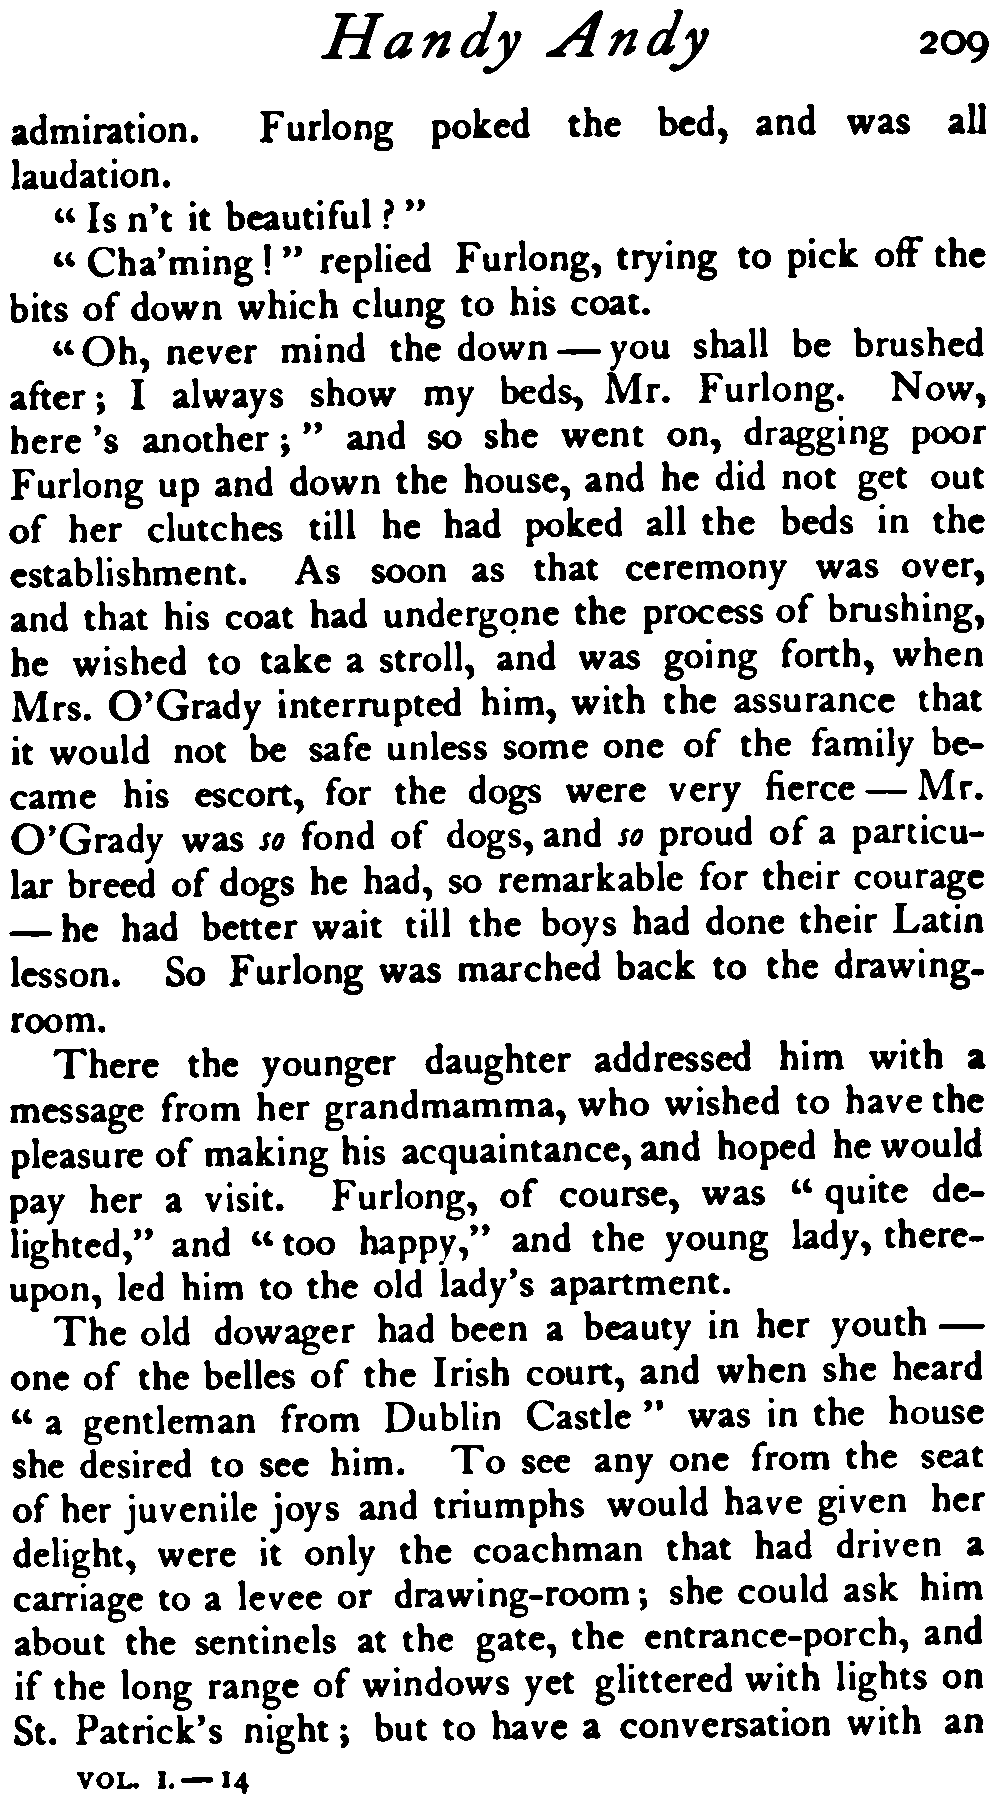 Handy Andy 209
admiration. Furlong poked the bed, and was all
laudation.
“ Is n’t it beautiful ? ”
“ Cha’ming ! ” replied Furlong, trying to pick off the
bits of down which clung to his coat.
“ Oh, never mind the down — you shall be brushed
after ; I always show my beds, Mr. Furlong. Now,
here ’s another ; ” and so she went on, dragging poor
Furlong up and down the house, and he did not get out
of her clutches till he had poked all the beds in the
establishment. As soon as that ceremony was over,
and that his coat had undergone the process of brushing,
he wished to take a stroll, and was going forth, when
Mrs. O’Grady interrupted him, with the assurance that
it would not be safe unless some one of the family be-
came his escort, for the dogs were very fierce — Mr.
O’Grady was so fond of dogs, and so proud of a particu-
lar breed of dogs he had, so remarkable for their courage
— he had better wait till the boys had done their Latin
lesson. So Furlong was marched back to the drawing-
room.
There the younger daughter addressed him with a
message from her grandmamma, who wished to have the
pleasure of making his acquaintance, and hoped he would
pay her a visit. Furlong, of course, was “ quite de-
lighted,” and “ too happy,” and the young lady, there-
upon, led him to the old lady’s apartment.
The old dowager had been a beauty in her youth —
one of the belles of the Irish court, and when she heard
“ a gentleman from Dublin Castle ” was in the house
she desired to see him. To see any one from the seat
of her juvenile joys and triumphs would have given her
delight, were it only the coachman that had driven a
carriage to a levee or drawing-room ; she could ask him
about the sentinels at the gate, the entrance-porch, and
if the long range of windows yet glittered with lights on
St. Patrick’s night ; but to have a conversation with an
VOL. I. — 14